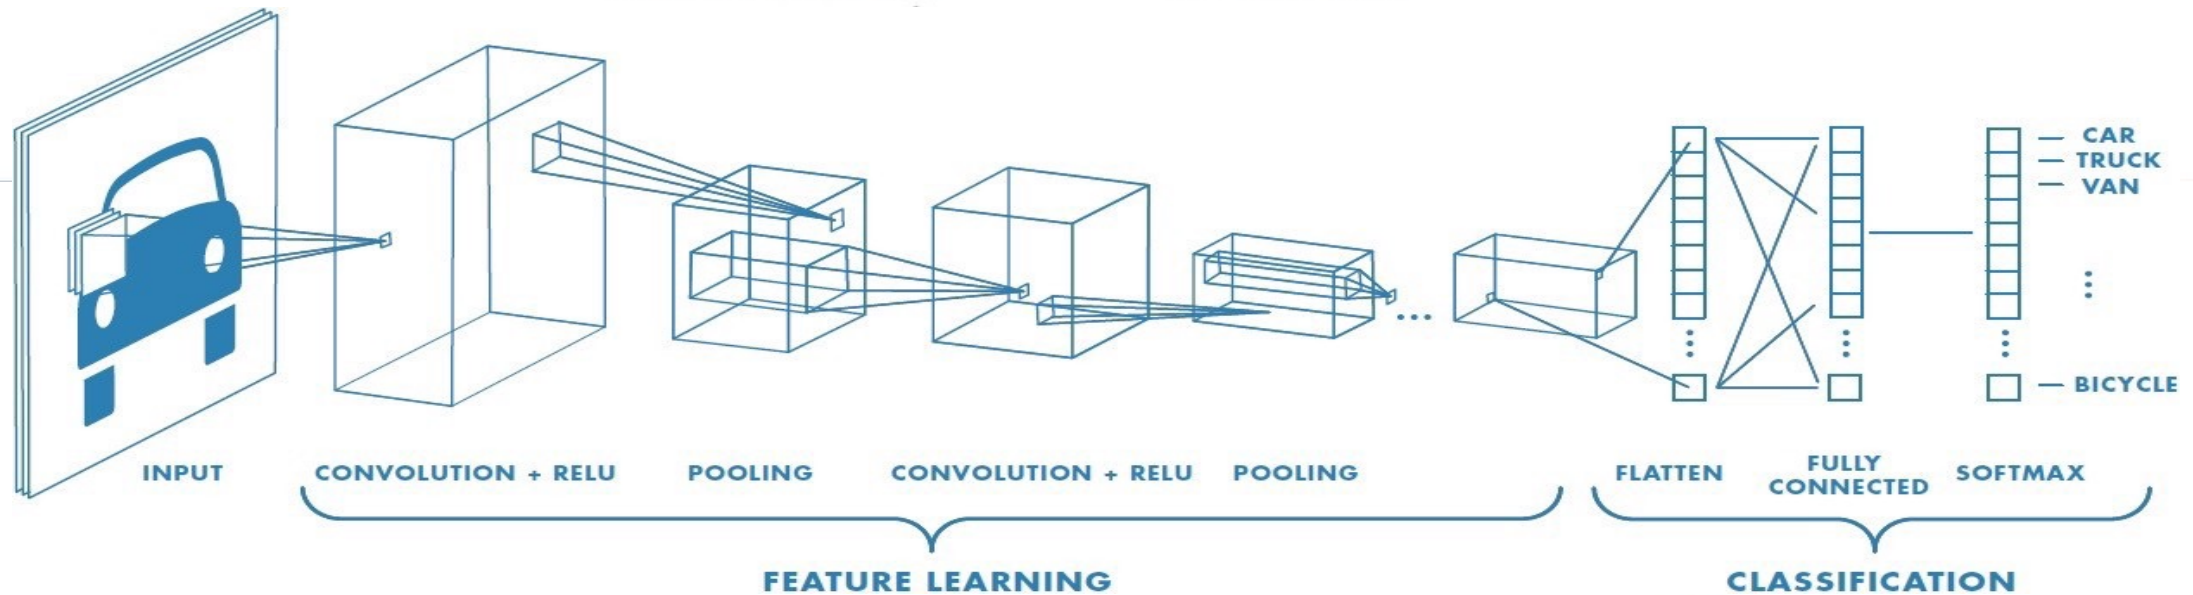 CAR
TRUCK
VAN
BICYCLE
INPUT
CONVOLUTION + RELU
POOLING
CONVOLUTION + RELU
POOLING
FLATTEN
FULLY
CONNECTED
SOFTMAX
FEATURE LEARNING
CLASSIFICATION